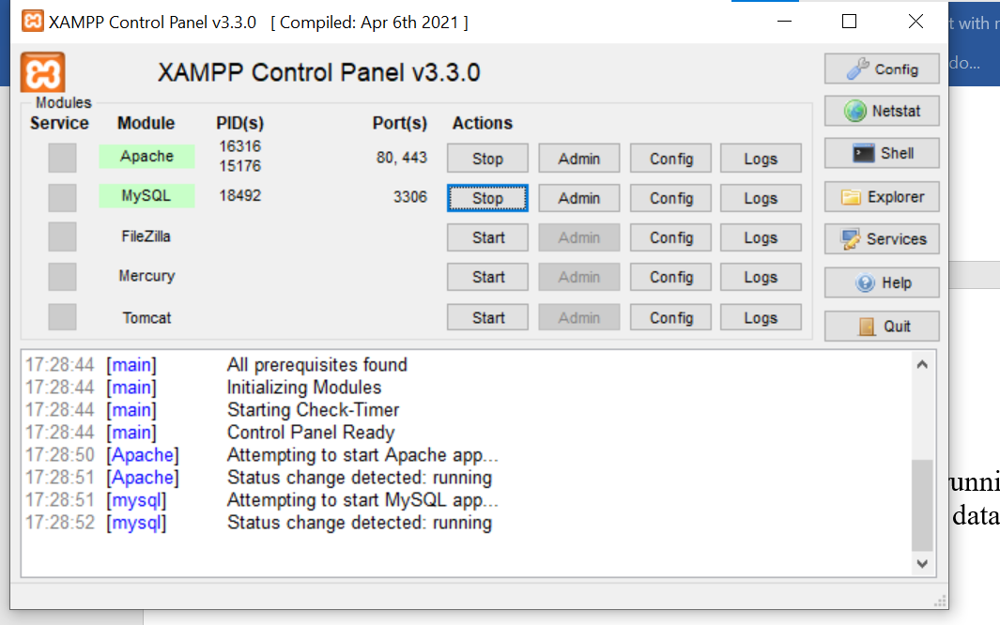 XAMPP Control Panel v3.3.0 [ Compiled: Apr 6th 2021 ]
t with
do...
XAMPP Control Panel v3.3.0
Config
Modules
Service Module PID(s) Port(s) Actions
Netstat
Apache 16316 80, 443 Stop Admin Config Logs
15176
Shell
MySQL 18492 3306 Stop Admin Config Logs
Explorer
FileZilla Start Admin Config Logs
Services
Mercury Start Admin Config Logs
Help
Tomcat Start Admin Config Logs
Quit
17:28:44 [main] All prerequisites found
17:28:44 [main] Initializing Modules
17:28:44 [main] Starting Check-Timer
17:28:44 [main] Control Panel Ready
17:28:50 [Apache] Attempting to start Apache app...
17:28:51 [Apache] Status change detected: running
17:28:51 [mysql] Attempting to start MySQL app...
17:28:52 [mysql] Status change detected: running
unni
data